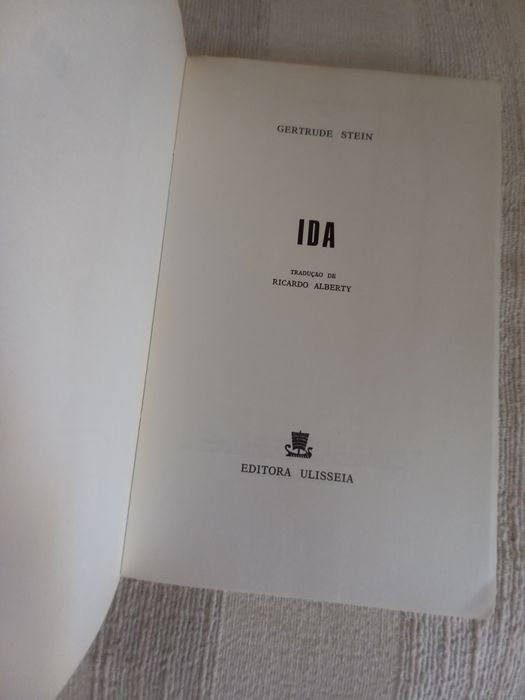 GERTRUDE STEIN
IDA
TRADUÇÃO DE
RICARDO ALBERTY
EDITORA ULISSEIA